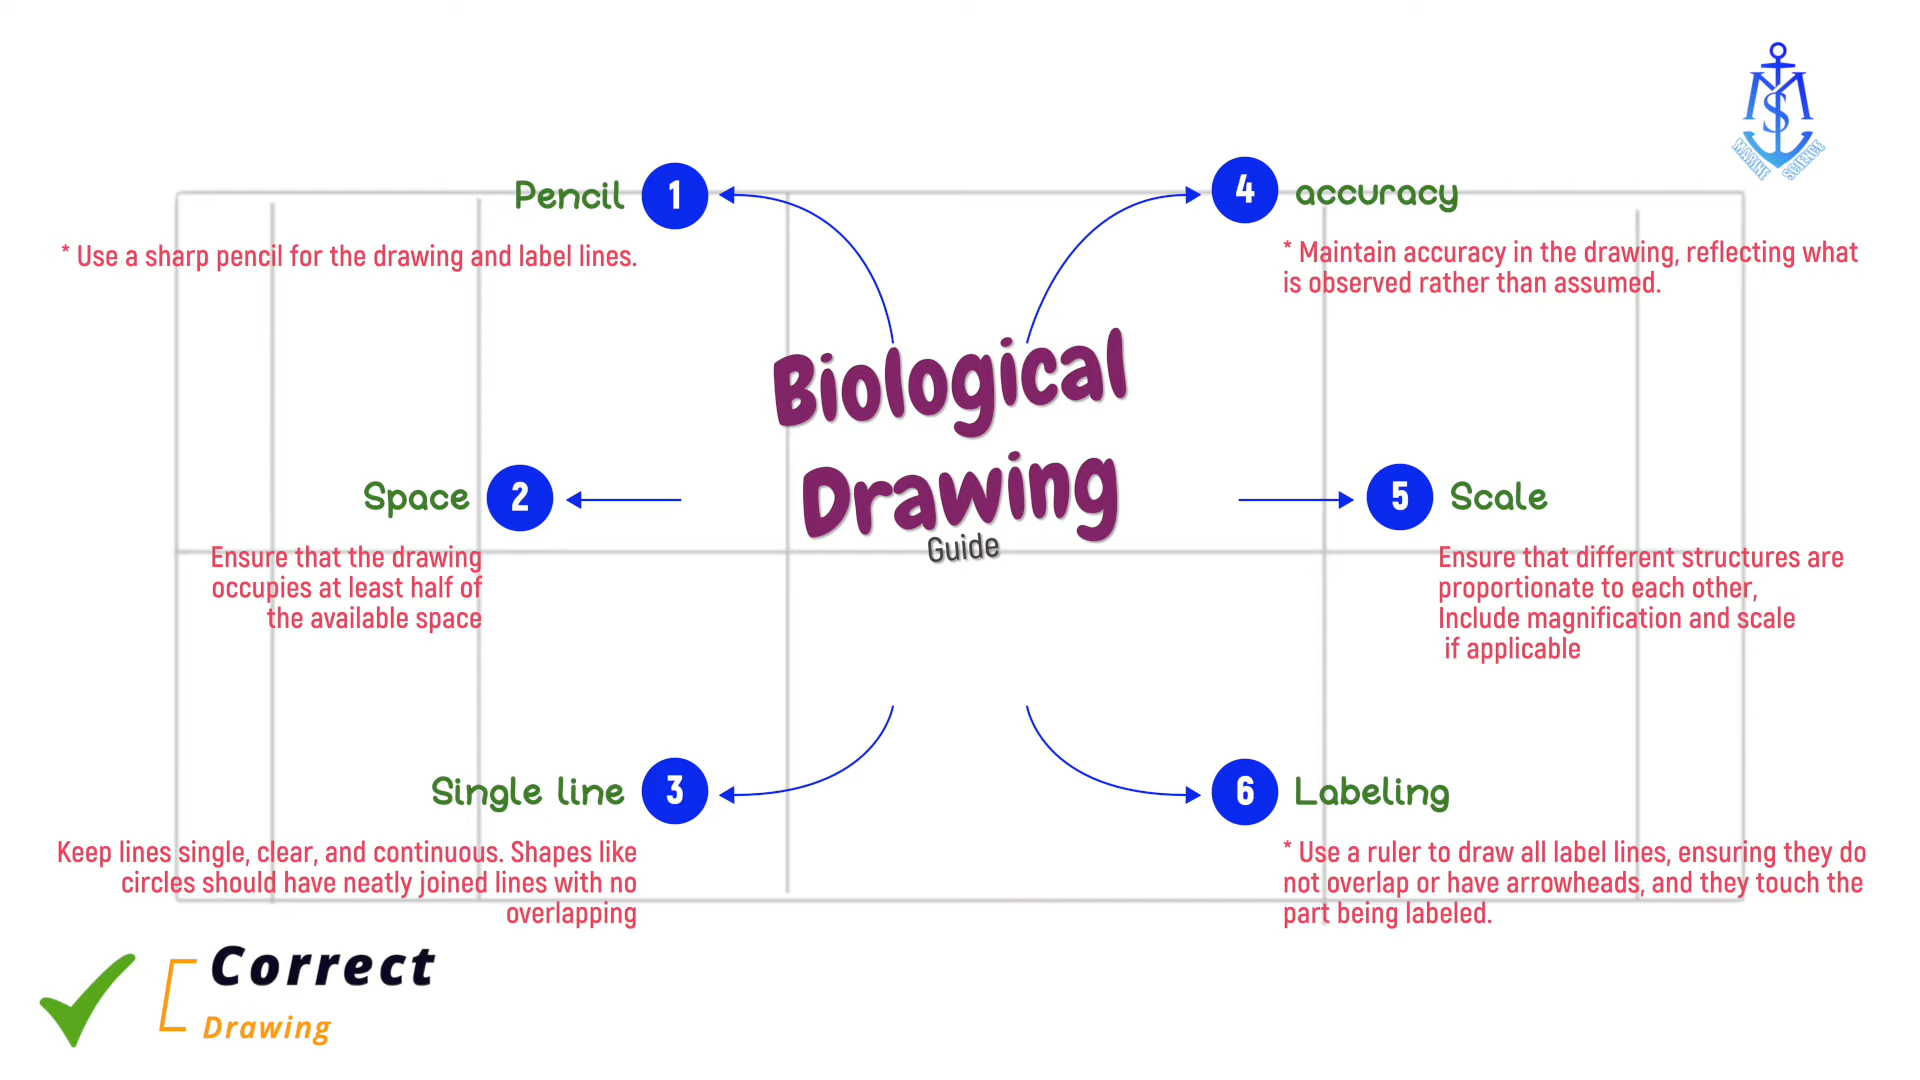 MS
MARINE SCIENCE
Biological
Drawing
Guide
1
Pencil
* Use a sharp pencil for the drawing and label lines.
2
Space
Ensure that the drawing
occupies at least half of
the available space
3
Single line
Keep lines single, clear, and continuous. Shapes like
circles should have neatly joined lines with no
overlapping
4
accuracy
* Maintain accuracy in the drawing, reflecting what
is observed rather than assumed.
5
Scale
Ensure that different structures are
proportionate to each other,
Include magnification and scale
if applicable
6
Labeling
* Use a ruler to draw all label lines, ensuring they do
not overlap or have arrowheads, and they touch the
part being labeled.
Correct
Drawing